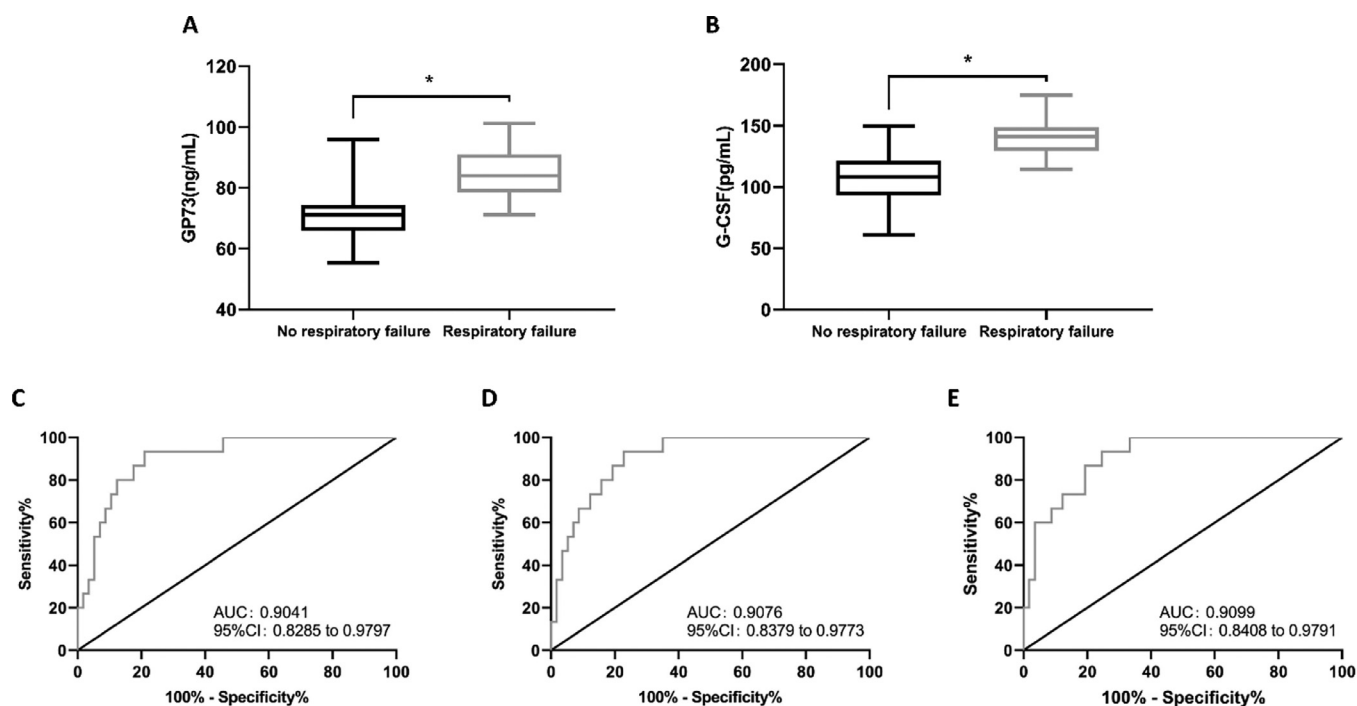 A
GP73(ng/mL)
120
100
80
60
40
*
No respiratory failure
Respiratory failure
B
G-CSF(pg/mL)
200
150
100
50
0
*
No respiratory failure
Respiratory failure
C
Sensitivity%
100
80
60
40
20
0
AUC: 0.9041
95%CI: 0.8285 to 0.9797
0 20 40 60 80 100
100% - Specificity%
D
Sensitivity%
100
80
60
40
20
0
AUC: 0.9076
95%CI: 0.8379 to 0.9773
0 20 40 60 80 100
100% - Specificity%
E
Sensitivity%
100
80
60
40
20
0
AUC: 0.9099
95%CI: 0.8408 to 0.9791
0 20 40 60 80 100
100% - Specificity%